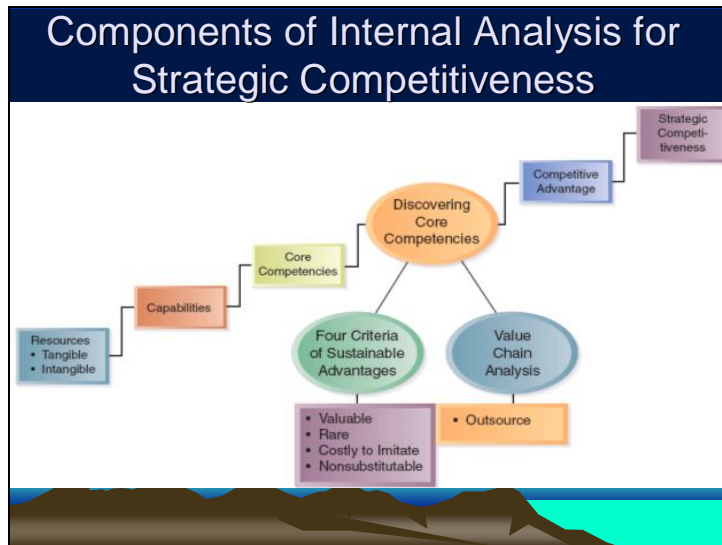 Components of Internal Analysis for
Strategic Competitiveness
Resources
• Tangible
• Intangible
Capabilities
Core
Competencies
Discovering
Core
Competencies
Competitive
Advantage
Strategic
Competi-
tiveness
Four Criteria
of Sustainable
Advantages
• Valuable
• Rare
• Costly to Imitate
• Nonsubstitutable
Value
Chain
Analysis
• Outsource